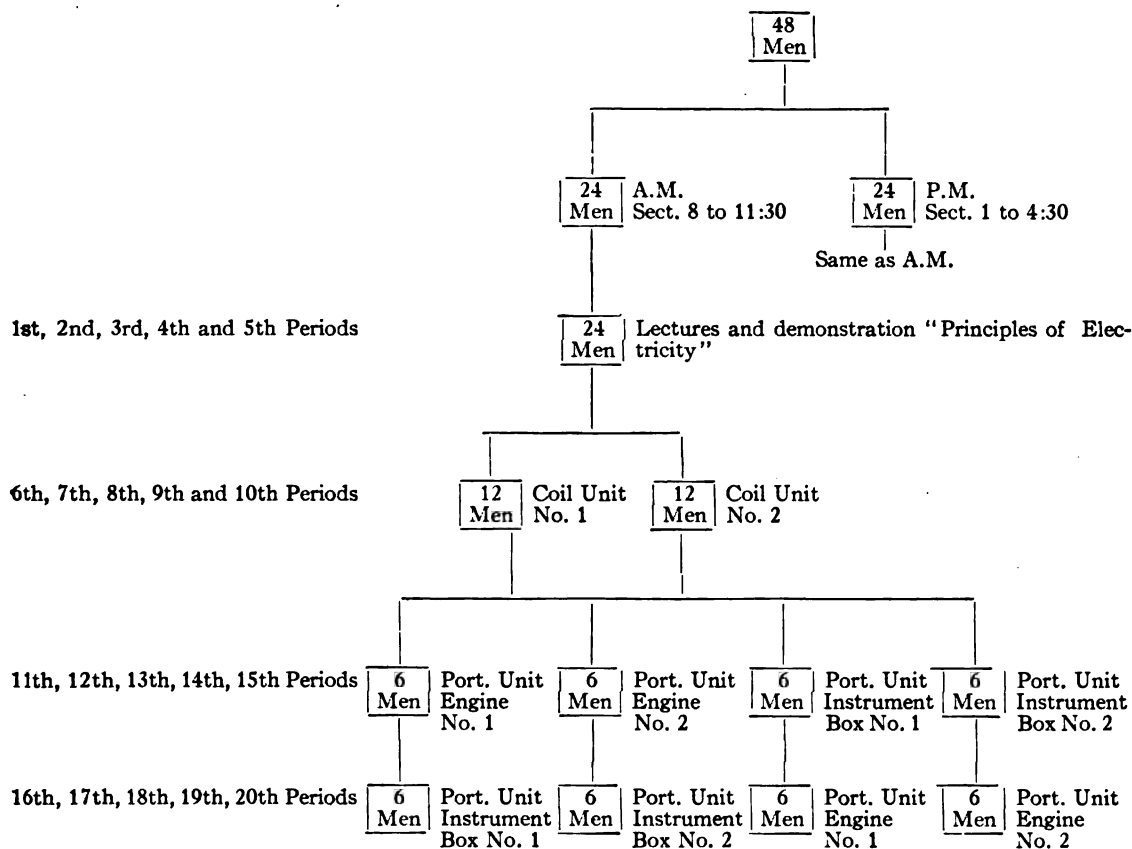 48
Men
24
Men
A.M.
Sect. 8 to 11:30
24
Men
P.M.
Sect. 1 to 4:30
Same as A.M.
1st, 2nd, 3rd, 4th and 5th Periods
24
Men
Lectures and demonstration "Principles of Elec-
tricity"
6th, 7th, 8th, 9th and 10th Periods
12
Men
Coil Unit
No. 1
12
Men
Coil Unit
No. 2
11th, 12th, 13th, 14th, 15th Periods
6
Men
Port. Unit
Engine
No. 1
6
Men
Port. Unit
Engine
No. 2
6
Men
Port. Unit
Instrument
Box No. 1
6
Men
Port. Unit
Instrument
Box No. 2
16th, 17th, 18th, 19th, 20th Periods
6
Men
Port. Unit
Instrument
Box No. 1
6
Men
Port. Unit
Instrument
Box No. 2
6
Men
Port. Unit
Engine
No. 1
6
Men
Port. Unit
Engine
No. 2